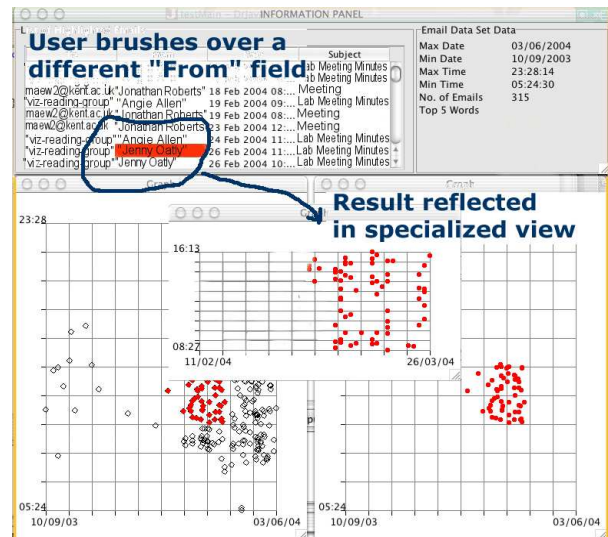 INFORMATION PANEL
User brushes over a
different "From" field
Subject
Lab Meeting Minutes
Lab Meeting Minutes
maew2@kent.ac.uk "Jonathan Roberts" 18 Feb 2004 08:... Meeting
"viz-reading-group" "Angie Allen" 19 Feb 2004 09:... Lab Meeting Minutes
maew2@kent.ac.uk "Jonathan Roberts" 19 Feb 2004 08:... Meeting
maew2@kent.ac.uk "Jonathan Roberts" 23 Feb 2004 12:... Meeting
"viz-reading-group" "Angie Allen" 24 Feb 2004 11:... Lab Meeting Minutes
"viz-reading-group" "Jenny Oatly" 26 Feb 2004 11:... Lab Meeting Minutes
"viz-reading-group" "Jenny Oatly" 26 Feb 2004 10:... Lab Meeting Minutes
Email Data Set Data
Max Date 03/06/2004
Min Date 10/09/2003
Max Time 23:28:14
Min Time 05:24:30
No. of Emails 315
Top 5 Words
Graph
Result reflected
in specialized view
23:28
05:24
10/09/03 03/06/04
16:13
08:27
11/02/04 26/03/04
05:24
10/09/03 03/06/04